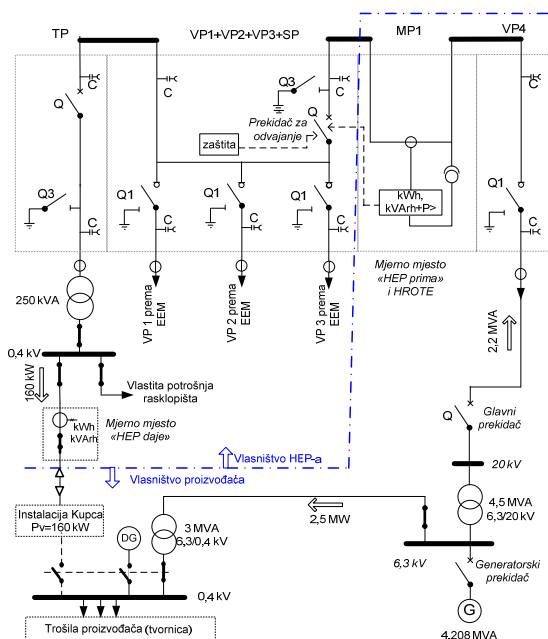 TP
VP1+VP2+VP3+SP
MP1
VP4
C
C
C
Q3
C
Q
Q
Prekidač za
odvajanje
zaštita
Q3
Q1
Q1
Q1
Q1
kWh,
kVArh+P>
C
C
C
C
C
Mjerno mjesto
«HEP prima»
i HROTE
250 kVA
VP 1 prema
EEM
VP 2 prema
EEM
VP 3 prema
EEM
2,2 MVA
0,4 kV
160 kW
Vlastita potrošnja
rasklopišta
kWh
kVArh
Mjerno mjesto
«HEP daje»
Q
Glavni
prekidač
Vlasništvo HEP-a
Vlasništvo proizvođača
20 kV
Instalacija Kupca
Pv=160 kW
2,5 MW
4,5 MVA
6,3/20 kV
DG
3 MVA
6,3/0,4 kV
6,3 kV
Generatorski
prekidač
0,4 kV
G
Trošila proizvođača (tvornica)
4.208 MVA